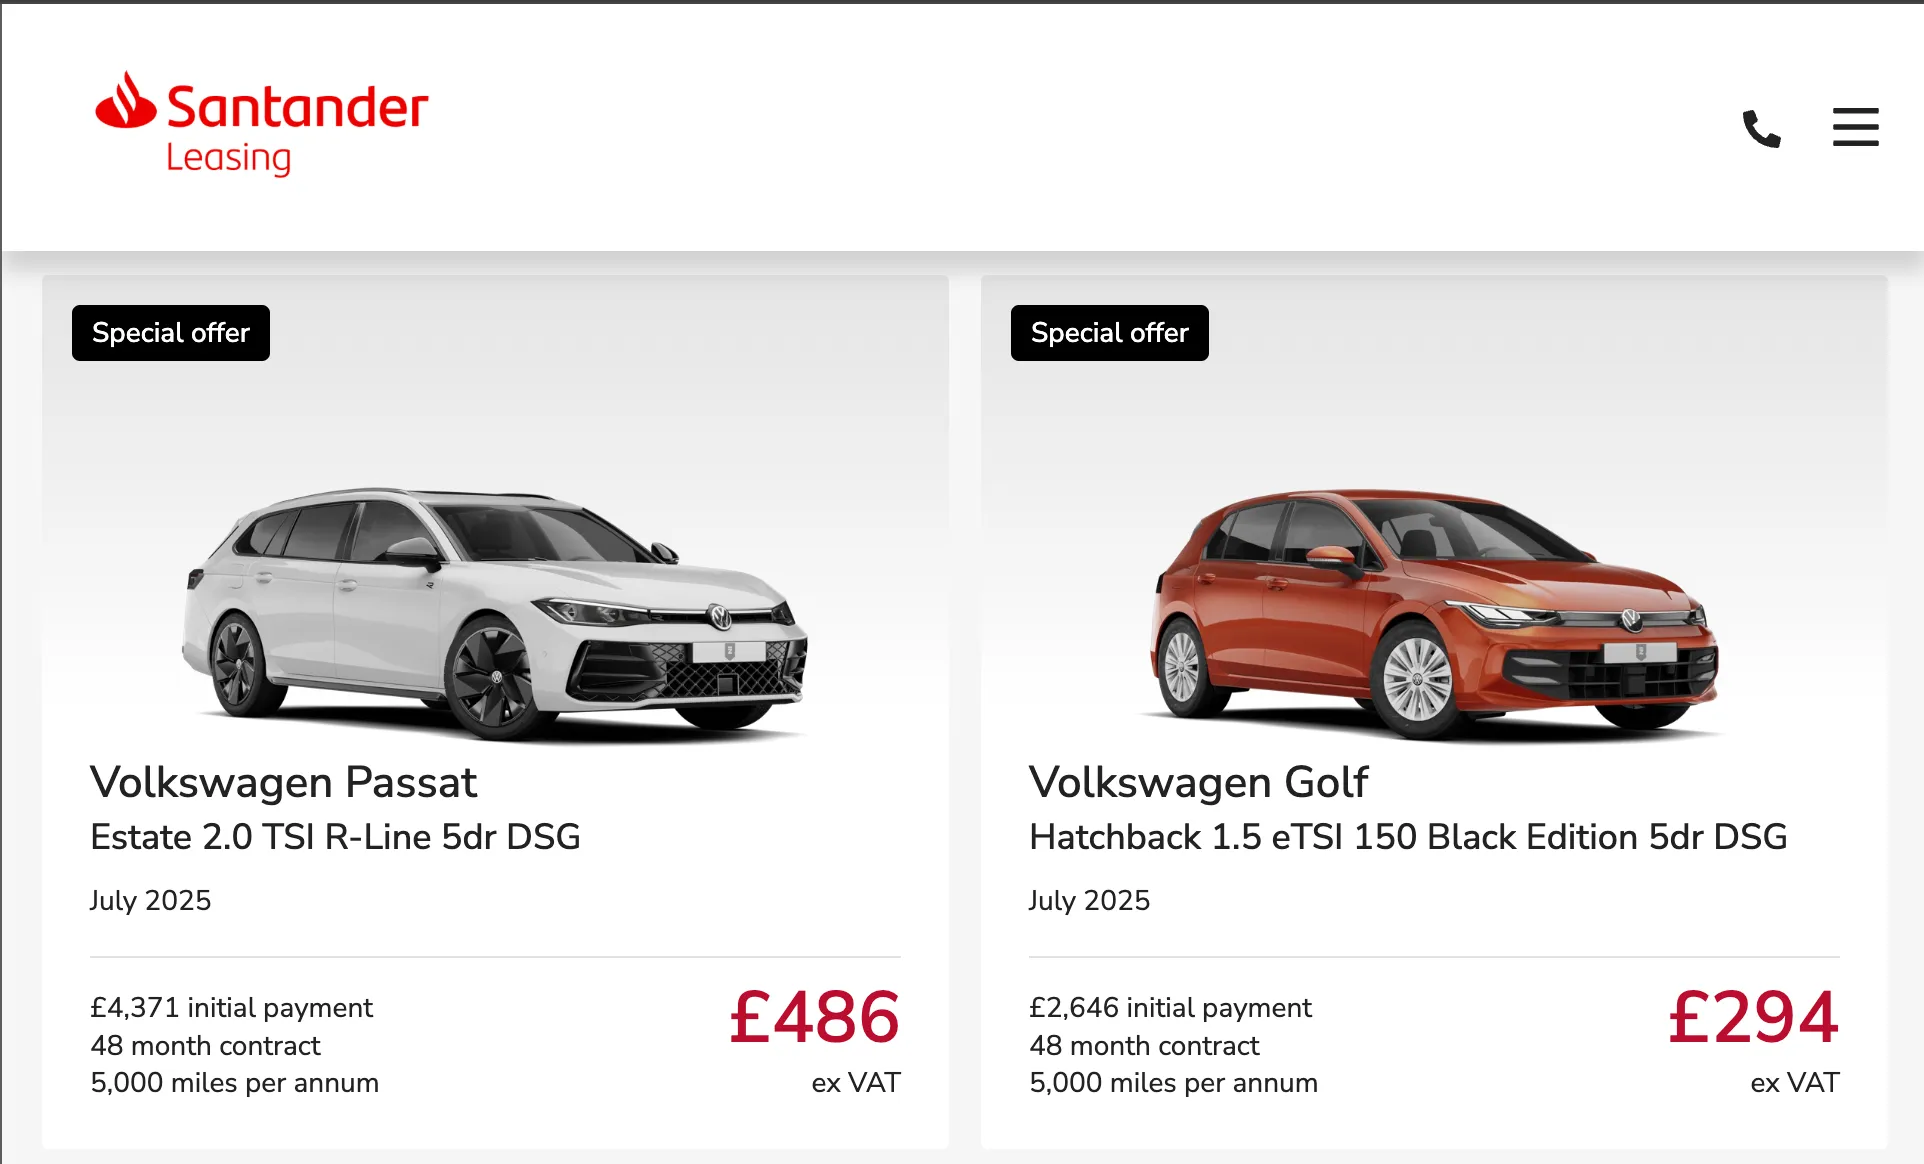 Santander
Leasing
Special offer
Volkswagen Passat
Estate 2.0 TSI R-Line 5dr DSG
July 2025
£4,371 initial payment
48 month contract
5,000 miles per annum
£486
ex VAT
Special offer
Volkswagen Golf
Hatchback 1.5 eTSI 150 Black Edition 5dr DSG
July 2025
£2,646 initial payment
48 month contract
5,000 miles per annum
£294
ex VAT